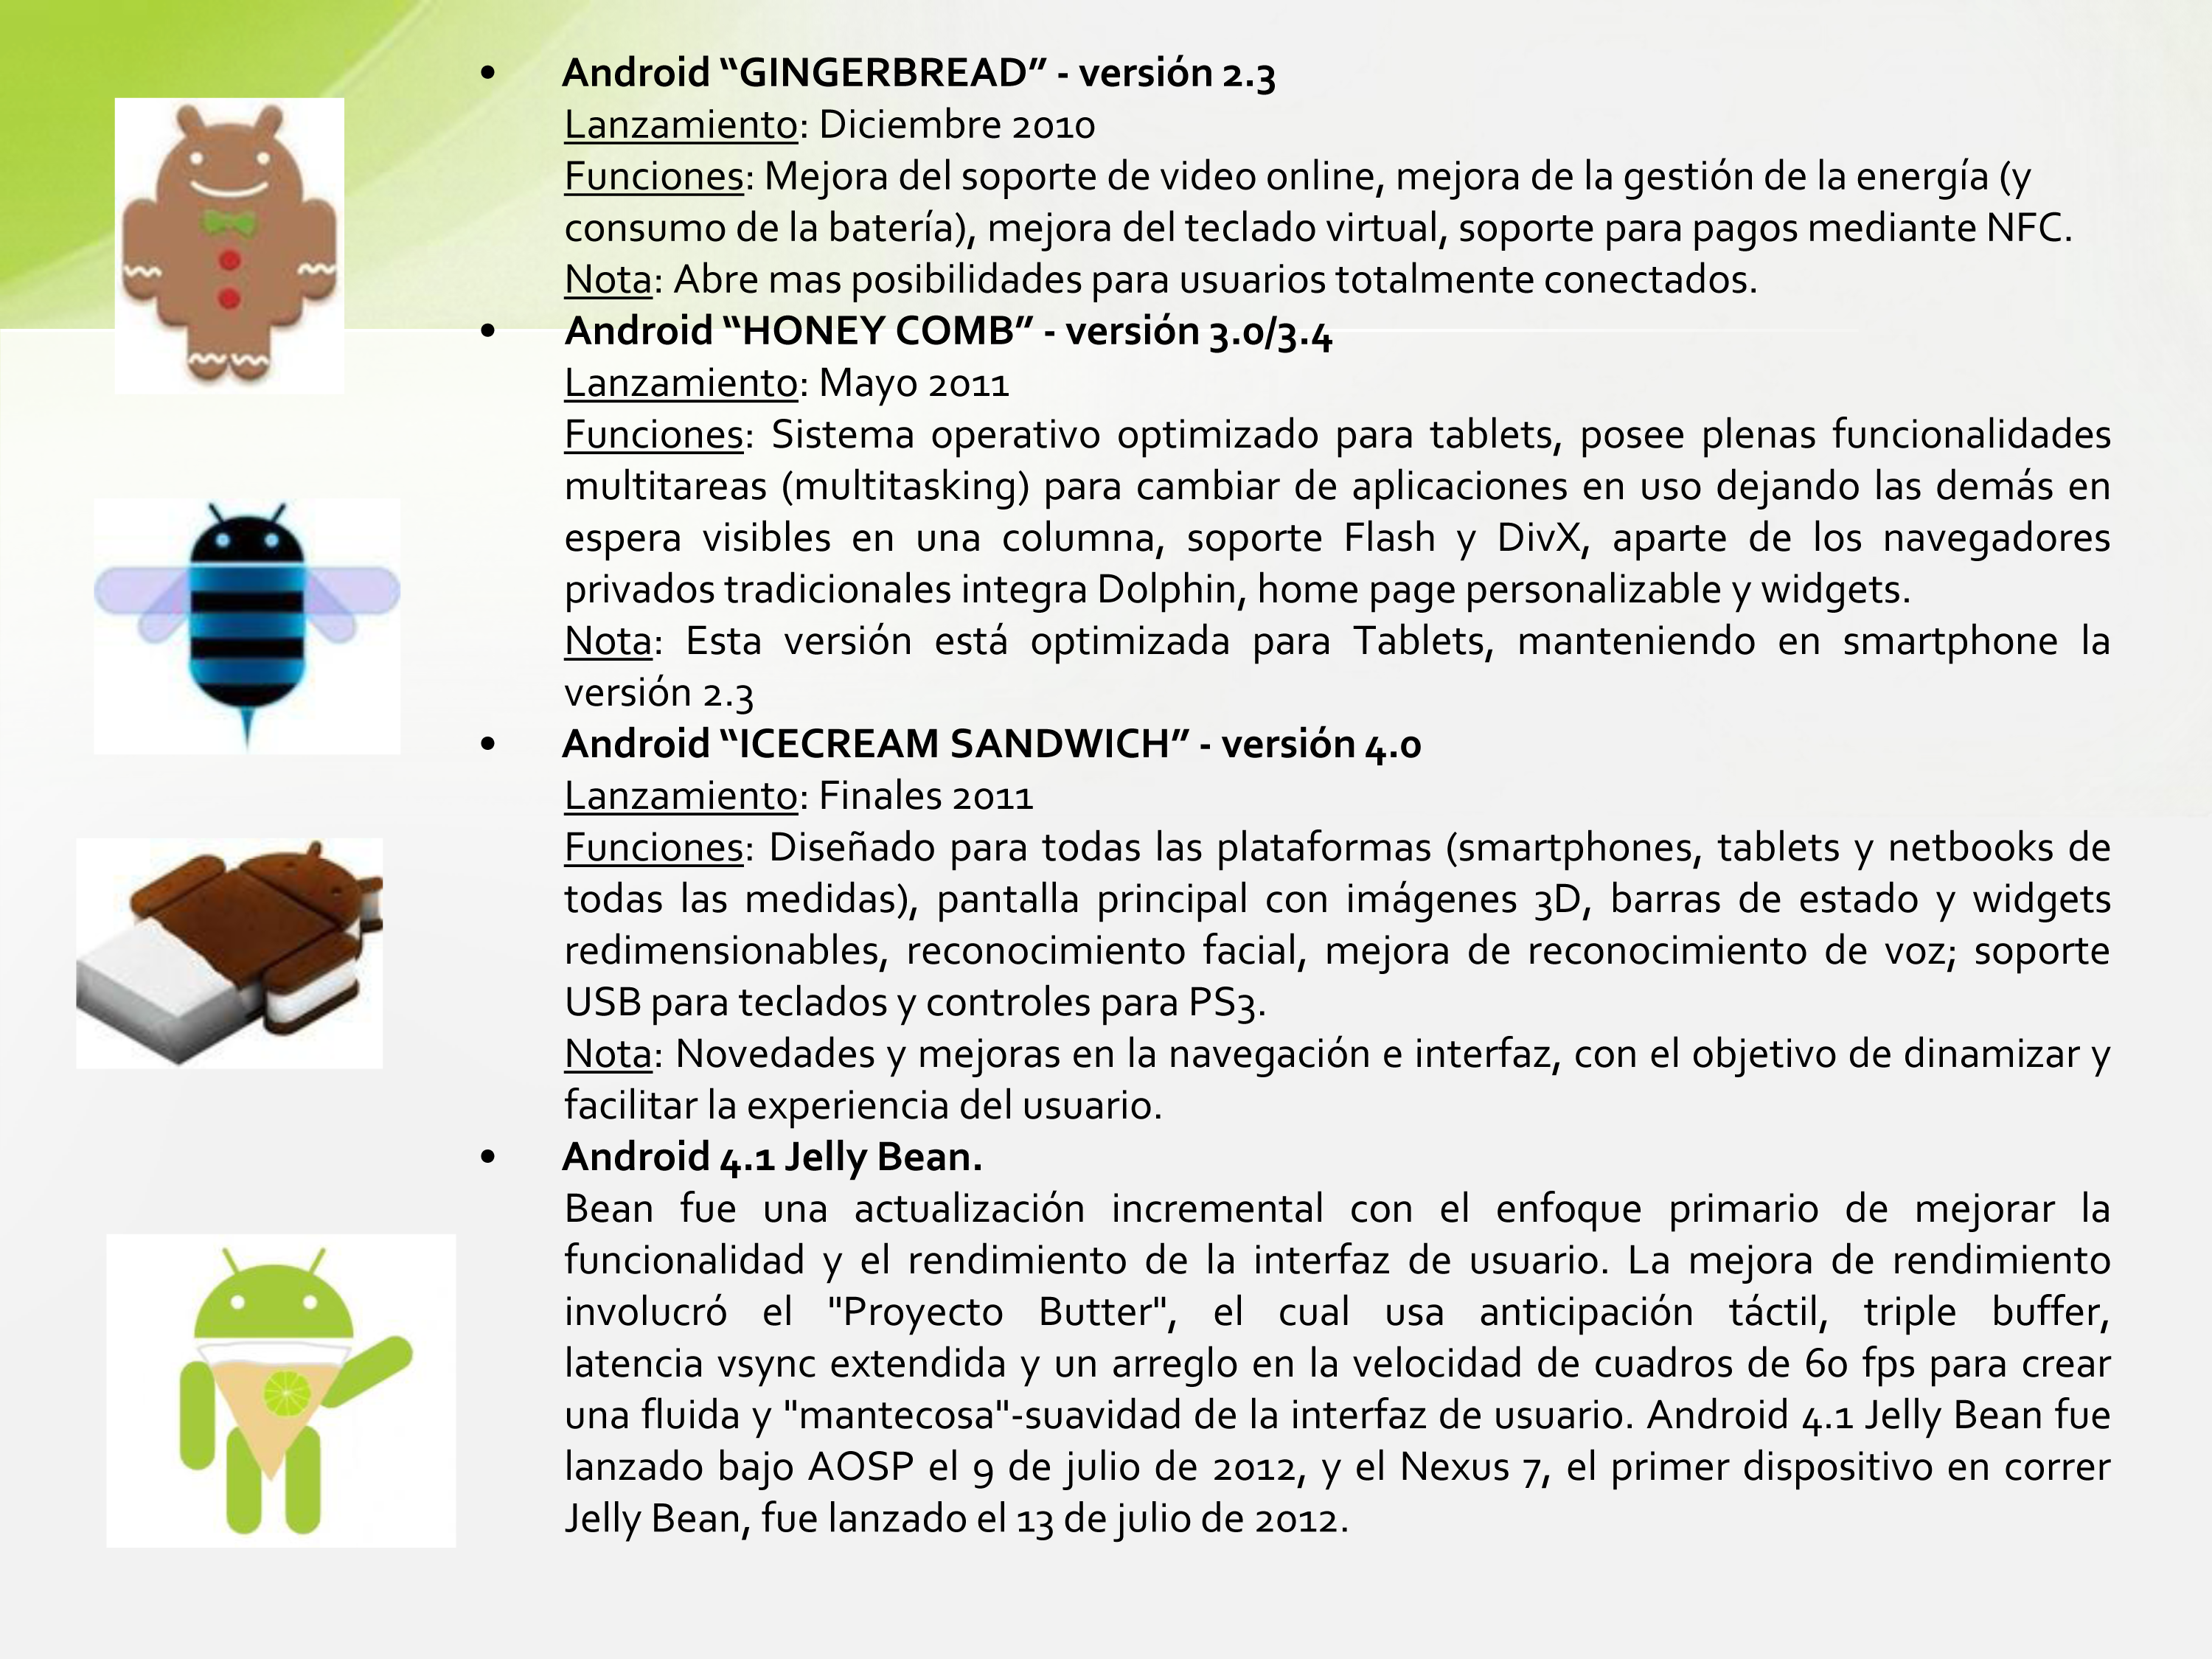 • Android “GINGERBREAD” - versión 2.3
Lanzamiento: Diciembre 2010
Funciones: Mejora del soporte de video online, mejora de la gestión de la energía (y
consumo de la batería), mejora del teclado virtual, soporte para pagos mediante NFC.
Nota: Abre mas posibilidades para usuarios totalmente conectados.
• Android “HONEY COMB” - versión 3.0/3.4
Lanzamiento: Mayo 2011
Funciones: Sistema operativo optimizado para tablets, posee plenas funcionalidades
multitareas (multitasking) para cambiar de aplicaciones en uso dejando las demás en
espera visibles en una columna, soporte Flash y DivX, aparte de los navegadores
privados tradicionales integra Dolphin, home page personalizable y widgets.
Nota: Esta versión está optimizada para Tablets, manteniendo en smartphone la
versión 2.3
• Android “ICECREAM SANDWICH” - versión 4.0
Lanzamiento: Finales 2011
Funciones: Diseñado para todas las plataformas (smartphones, tablets y netbooks de
todas las medidas), pantalla principal con imágenes 3D, barras de estado y widgets
redimensionables, reconocimiento facial, mejora de reconocimiento de voz; soporte
USB para teclados y controles para PS3.
Nota: Novedades y mejoras en la navegación e interfaz, con el objetivo de dinamizar y
facilitar la experiencia del usuario.
• Android 4.1 Jelly Bean.
Bean fue una actualización incremental con el enfoque primario de mejorar la
funcionalidad y el rendimiento de la interfaz de usuario. La mejora de rendimiento
involucró el "Proyecto Butter", el cual usa anticipación táctil, triple buffer,
latencia vsync extendida y un arreglo en la velocidad de cuadros de 60 fps para crear
una fluida y "mantecosa"-suavidad de la interfaz de usuario. Android 4.1 Jelly Bean fue
lanzado bajo AOSP el 9 de julio de 2012, y el Nexus 7, el primer dispositivo en correr
Jelly Bean, fue lanzado el 13 de julio de 2012.